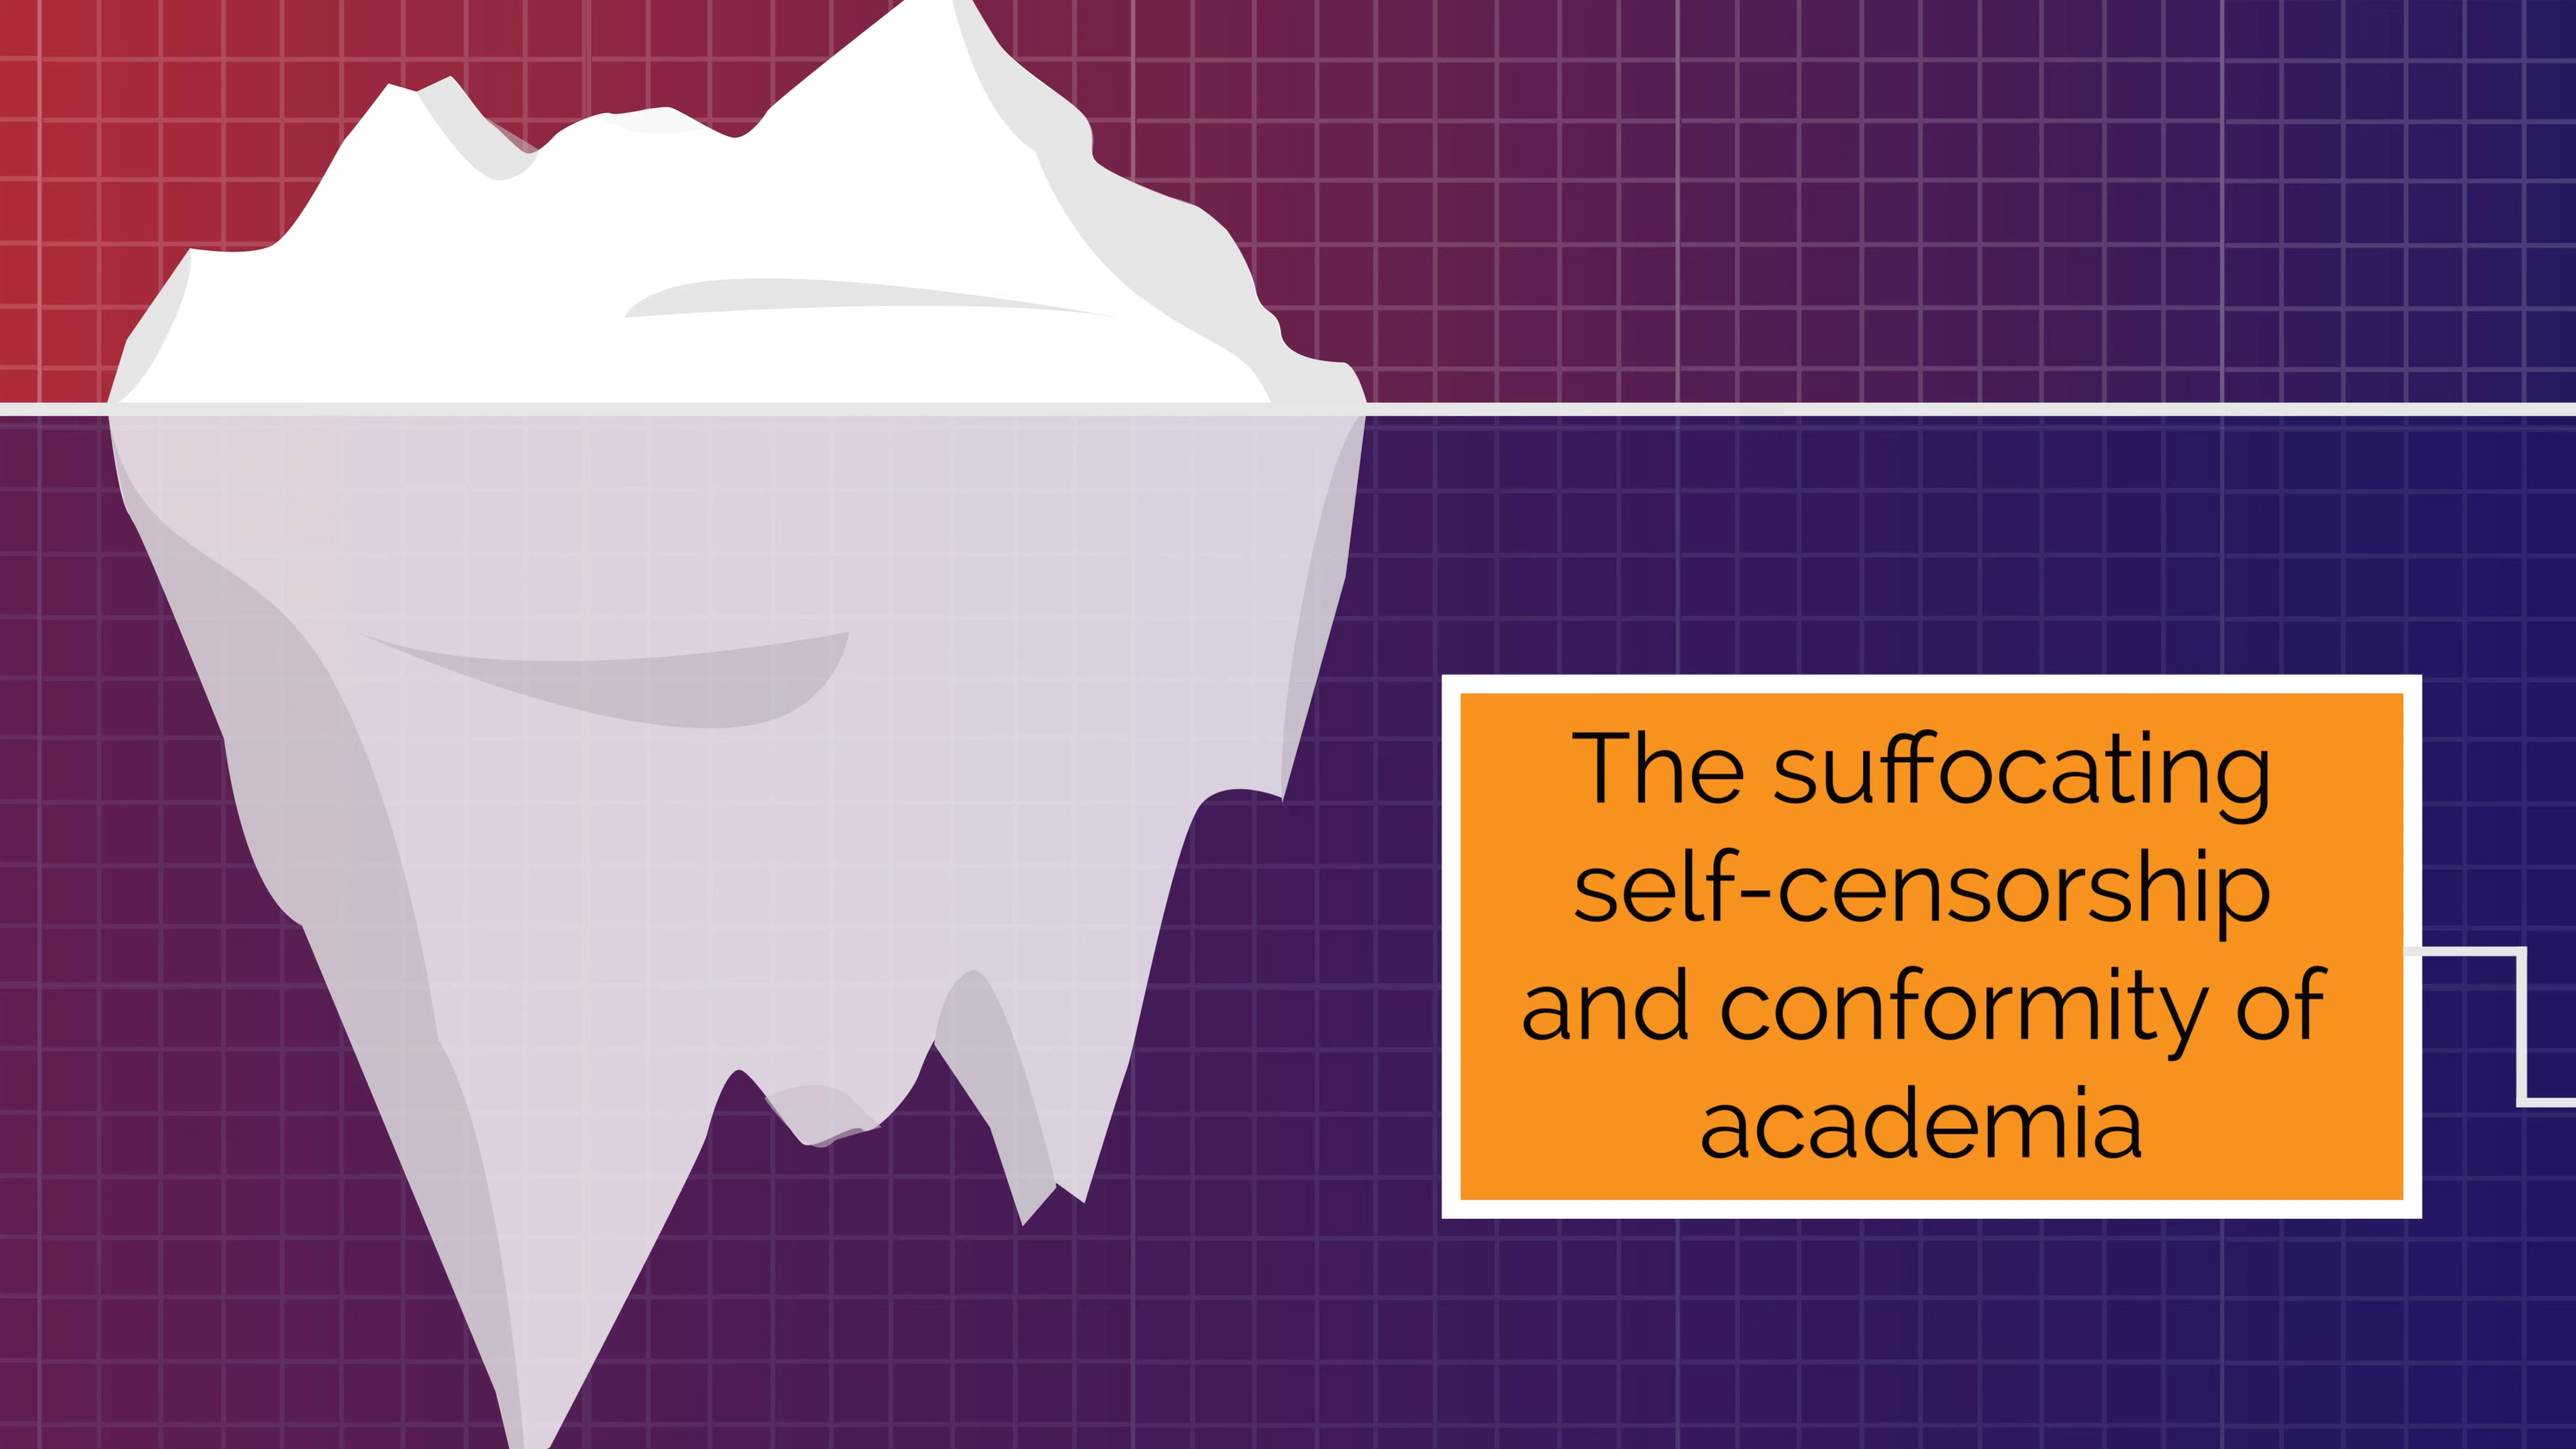 The suffocating
self-censorship
and conformity of
academia